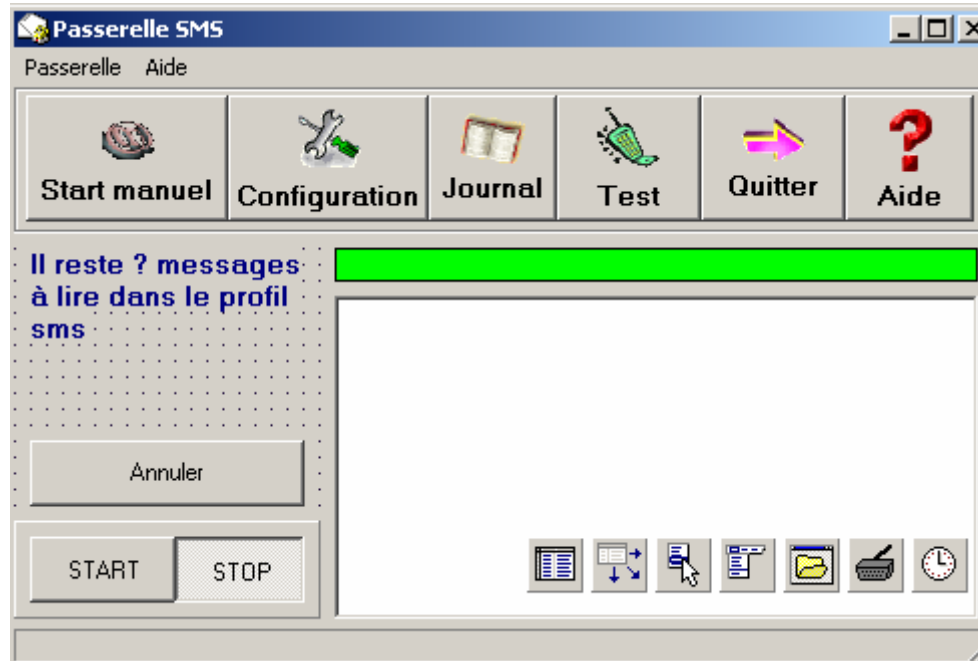 Passerelle SMS
Passerelle Aide
Start manuel Configuration Journal Test Quitter Aide
Il reste ? messages
à lire dans le profil
sms
Annuler
START STOP